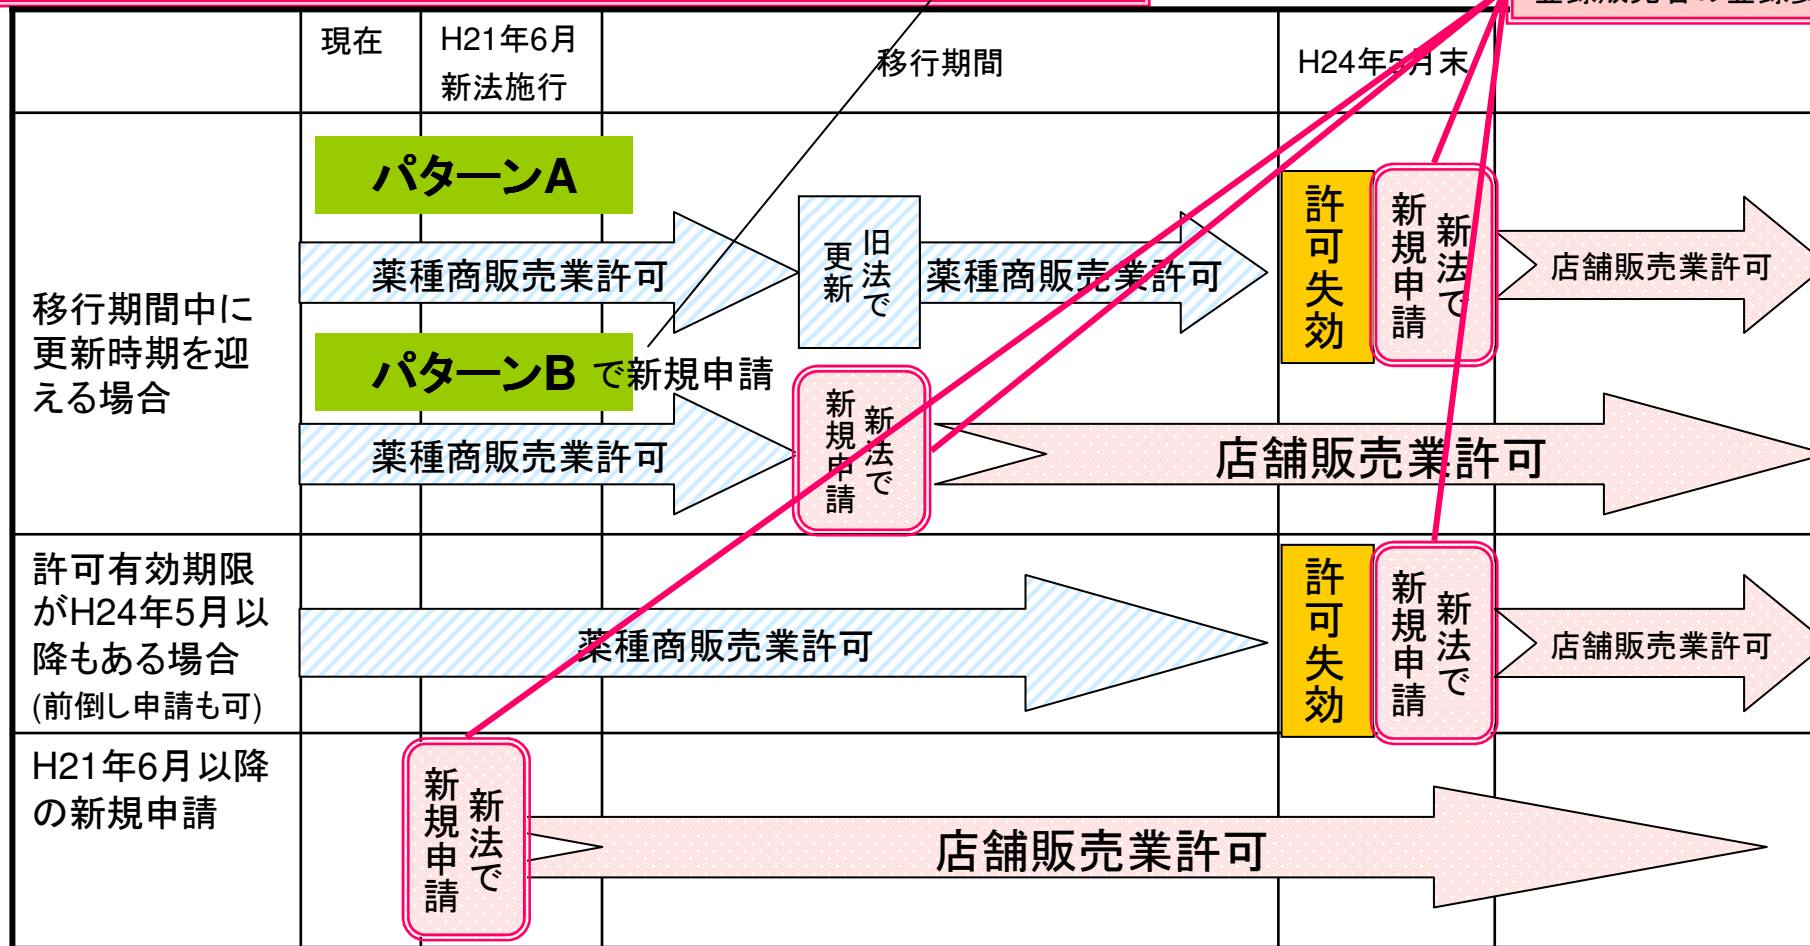 現在
H21年6月
新法施行
移行期間
H24年5月末
移行期間中に
更新時期を迎
える場合
パターンA
薬種商販売業許可
旧法で
更新
薬種商販売業許可
許可失効
新法で
新規申請
店舗販売業許可
パターンB で新規申請
薬種商販売業許可
新法で
新規申請
店舗販売業許可
許可有効期限
がH24年5月以
降もある場合
(前倒し申請も可)
薬種商販売業許可
許可失効
新法で
新規申請
店舗販売業許可
H21年6月以降
の新規申請
新法で
新規申請
店舗販売業許可